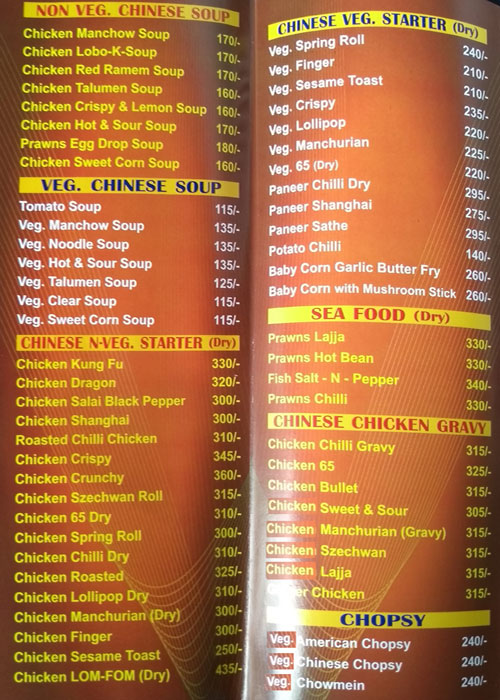 NON VEG. CHINESE SOUP
Chicken Manchow Soup 170/-
Chicken Lobo-K-Soup 170/-
Chicken Red Ramem Soup 170/-
Chicken Talumen Soup 160/-
Chicken Crispy & Lemon Soup 160/-
Chicken Hot & Sour Soup 170/-
Prawns Egg Drop Soup 180/-
Chicken Sweet Corn Soup 160/-
VEG. CHINESE SOUP
Tomato Soup 115/-
Veg. Manchow Soup 135/-
Veg. Noodle Soup 135/-
Veg. Hot & Sour Soup 135/-
Veg. Talumen Soup 125/-
Veg. Clear Soup 115/-
Veg. Sweet Corn Soup 115/-
CHINESE N-VEG. STARTER (Dry)
Chicken Kung Fu 330/-
Chicken Dragon 320/-
Chicken Salai Black Pepper 300/-
Chicken Shanghai 300/-
Roasted Chilli Chicken 310/-
Chicken Crispy 345/-
Chicken Crunchy 360/-
Chicken Szechwan Roll 315/-
Chicken 65 Dry 310/-
Chicken Spring Roll 300/-
Chicken Chilli Dry 310/-
Chicken Roasted 325/-
Chicken Lollipop Dry 310/-
Chicken Manchurian (Dry) 300/-
Chicken Finger 300/-
Chicken Sesame Toast 250/-
Chicken LOM-FOM (Dry) 435/-
CHINESE VEG. STARTER (Dry)
Veg. Spring Roll 240/-
Veg. Finger 210/-
Veg. Sesame Toast 210/-
Veg. Crispy 235/-
Veg. Lollipop 220/-
Veg. Manchurian 225/-
Veg. 65 (Dry) 220/-
Paneer Chilli Dry 295/-
Paneer Shanghai 275/-
Paneer Sathe 295/-
Potato Chilli 140/-
Baby Corn Garlic Butter Fry 260/-
Baby Corn with Mushroom Stick 260/-
SEA FOOD (Dry)
Prawns Lajja 330/-
Prawns Hot Bean 330/-
Fish Salt - N - Pepper 340/-
Prawns Chilli 330/-
CHINESE CHICKEN GRAVY
Chicken Chilli Gravy 315/-
Chicken 65 325/-
Chicken Bullet 315/-
Chicken Sweet & Sour 305/-
Chicken Manchurian (Gravy) 315/-
Chicken Szechwan 315/-
Chicken Lajja 315/-
Chicken 315/-
CHOPSY
Veg. American Chopsy 240/-
Veg. Chinese Chopsy 240/-
Veg. Chowmein 240/-